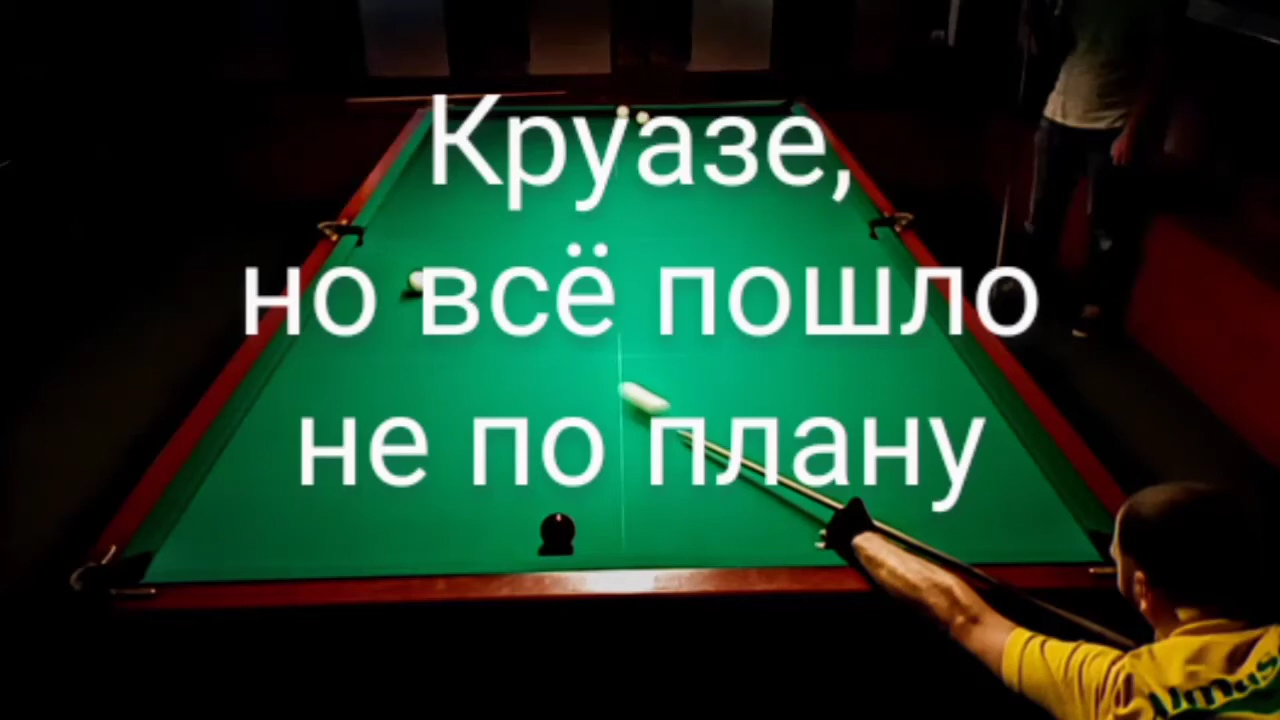 Круазе,
но всё пошло
не по плану